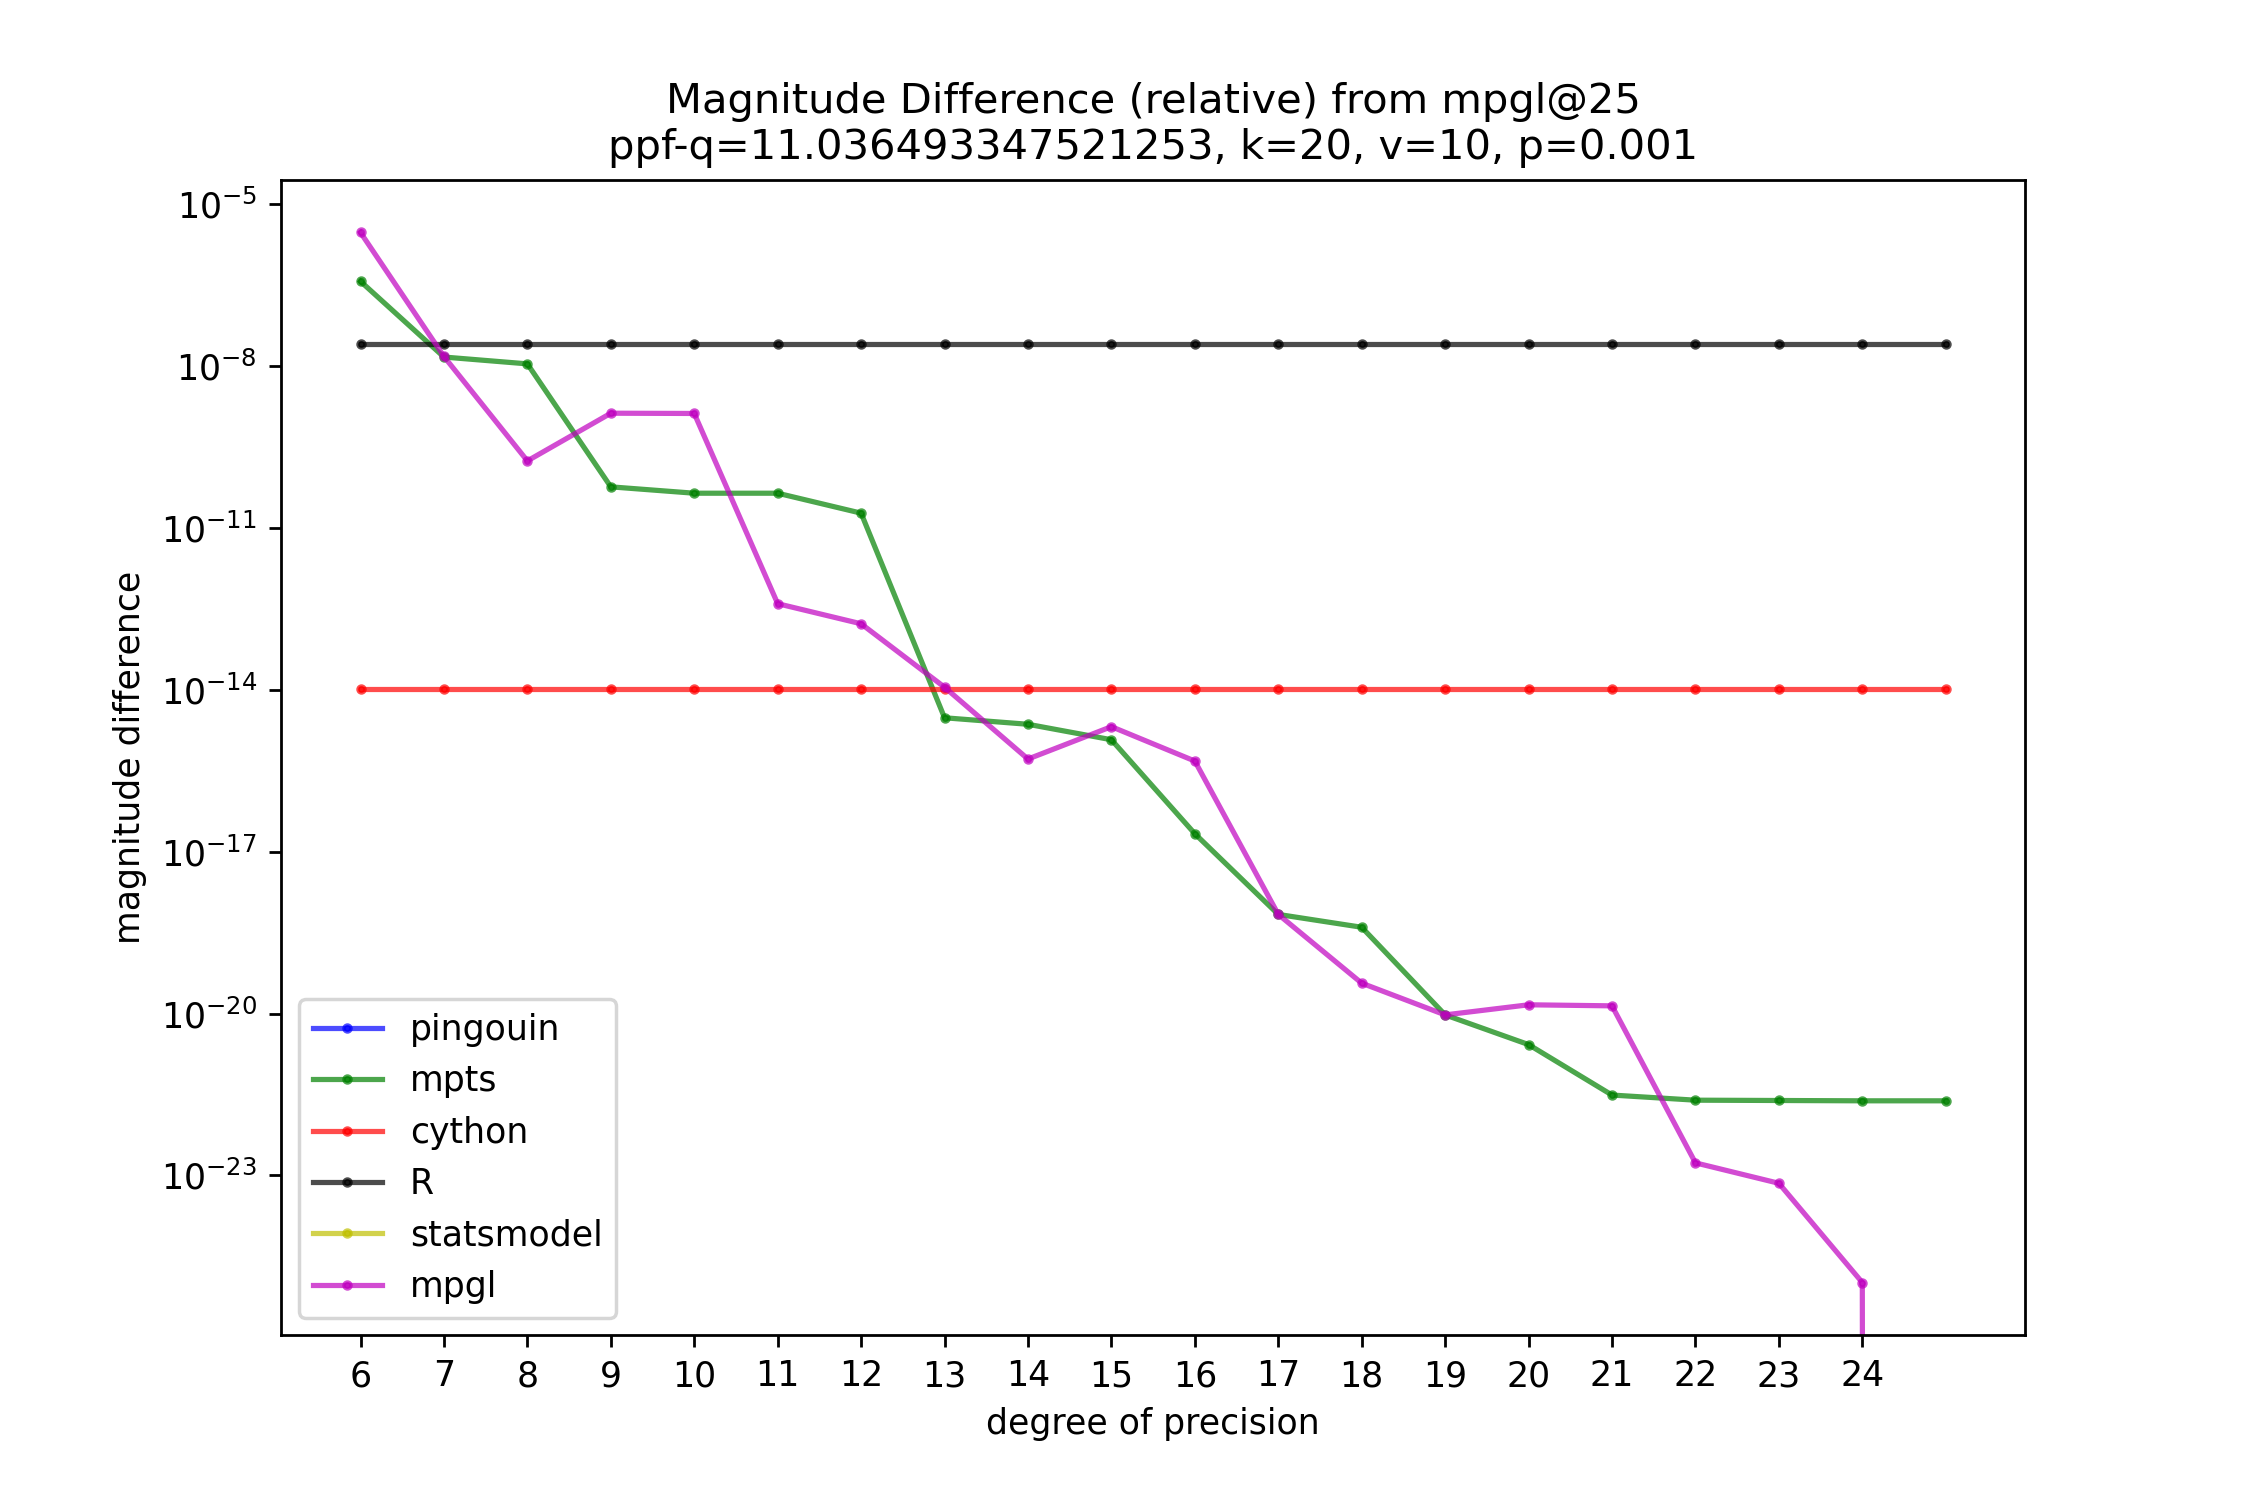 Magnitude Difference (relative) from mpgl@25
ppf-q=11.036493347521253, k=20, v=10, p=0.001
magnitude difference
10⁻⁵
10⁻⁸
10⁻¹¹
10⁻¹⁴
10⁻¹⁷
10⁻²⁰
10⁻²³
pingouin
mpts
cython
R
statsmodel
mpgl
6 7 8 9 10 11 12 13 14 15 16 17 18 19 20 21 22 23 24
degree of precision